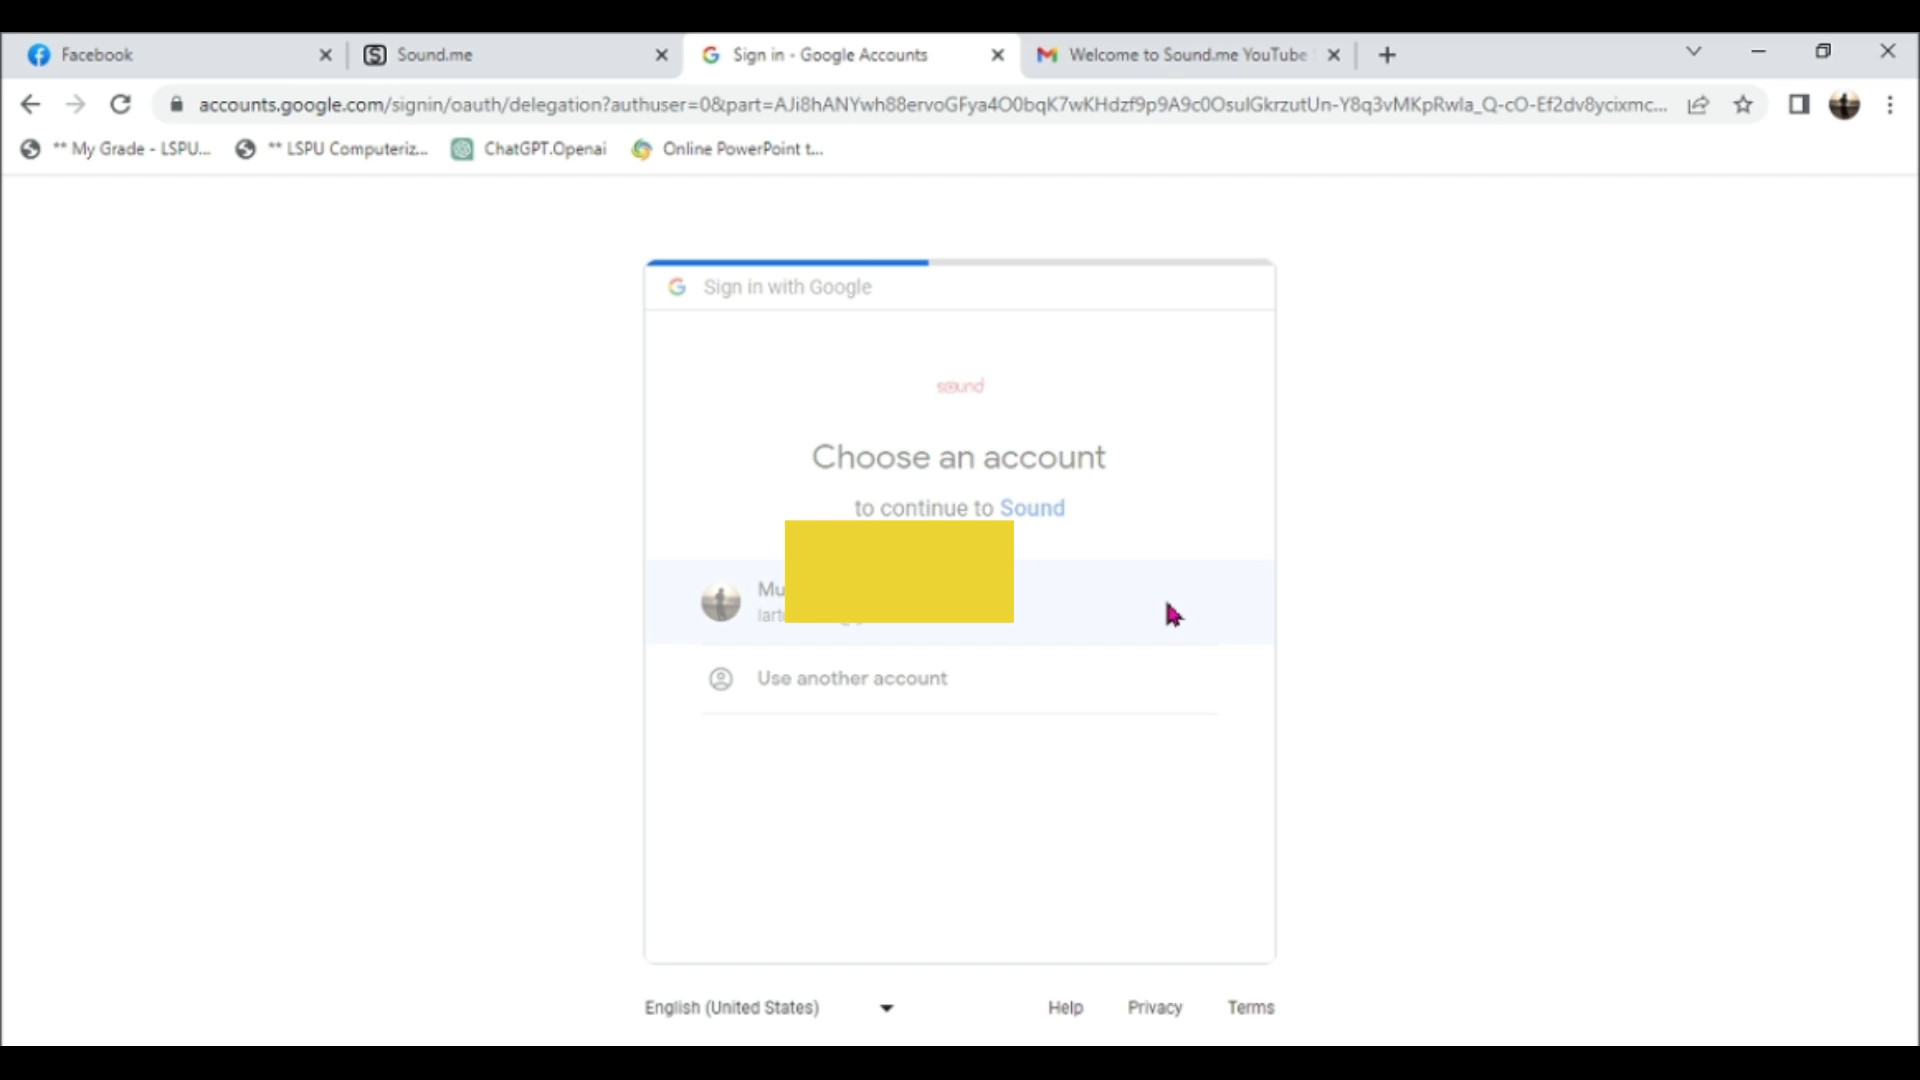 Facebook
Sound.me
Sign in - Google Accounts
Welcome to Sound.me YouTube
accounts.google.com/signin/oauth/delegation?authuser=0&part=AJi8hANYwh88ervoGFya4O0bqK7wKHdzf9p9A9c0OsulGkrzutUn-Y8q3vMKpRwla_Q-cO-Ef2dv8ycixmc...
** My Grade - LSPU...
** LSPU Computeriz...
ChatGPT.Openai
Online PowerPoint t...
Sign in with Google
sound
Choose an account
to continue to Sound
Mu
Use another account
English (United States)
Help
Privacy
Terms